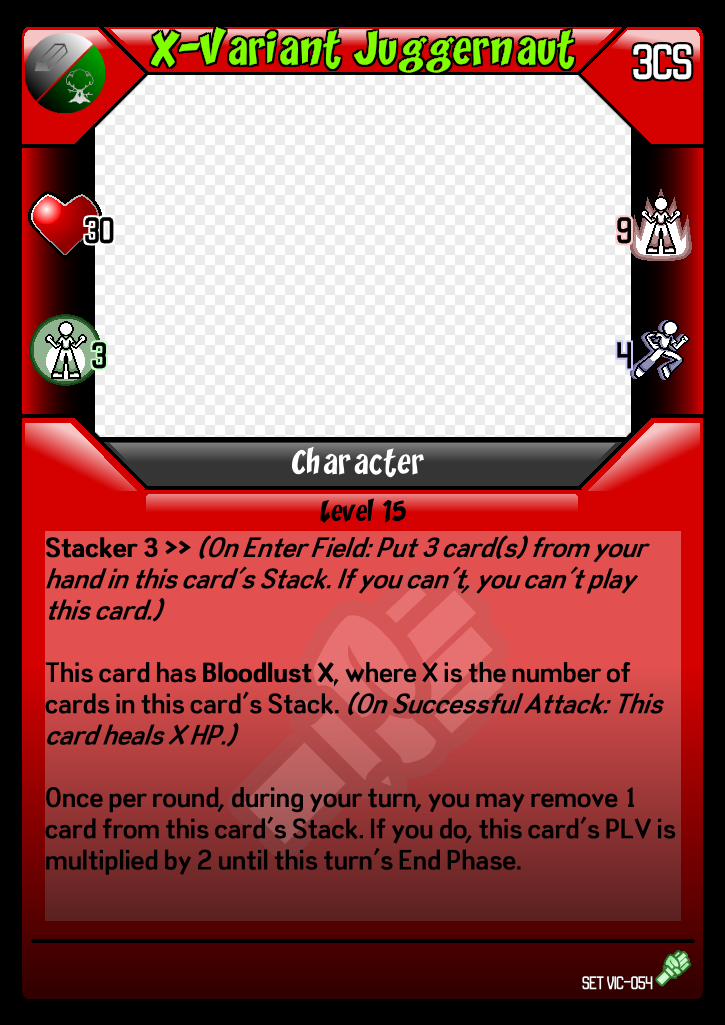 X-Variant Juggernaut
3CS
30
9
3
4
Character
Level 15
Stacker 3 >> (On Enter Field: Put 3 card(s) from your
hand in this card's Stack. If you can't, you can't play
this card.)
This card has Bloodlust X, where X is the number of
cards in this card's Stack. (On Successful Attack: This
card heals X HP.)
Once per round, during your turn, you may remove 1
card from this card's Stack. If you do, this card's PLV is
multiplied by 2 until this turn's End Phase.
SET VIC-054